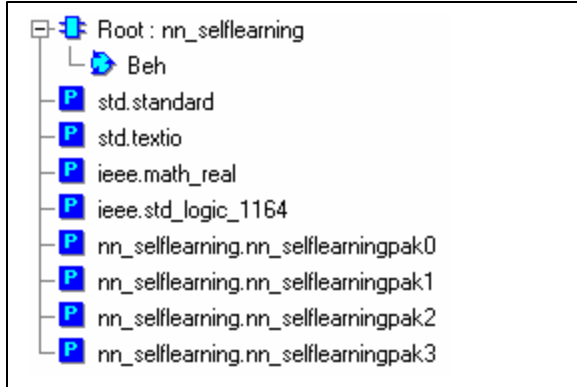 Root : nn_selflearning
Beh
P std.standard
P std.textio
P ieee.math_real
P ieee.std_logic_1164
P nn_selflearning.nn_selflearningpak0
P nn_selflearning.nn_selflearningpak1
P nn_selflearning.nn_selflearningpak2
P nn_selflearning.nn_selflearningpak3